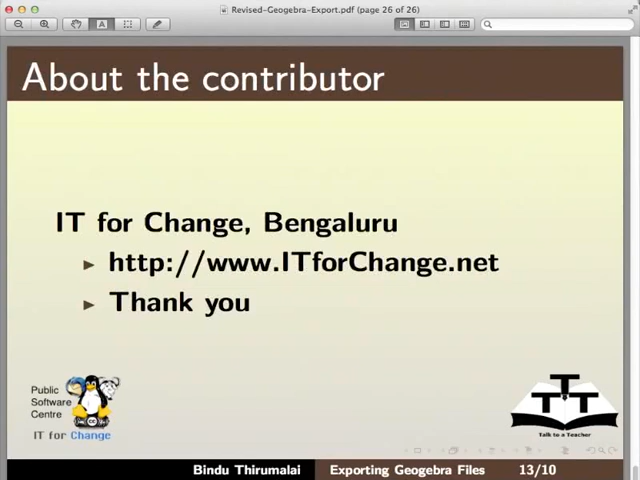 Revised-Geogebra-Export.pdf (page 26 of 26)
About the contributor
IT for Change, Bengaluru
http://www.ITforChange.net
Thank you
Public
Software
Centre
IT for Change
TTT
Talk to a Teacher
Bindu Thirumalai
Exporting Geogebra Files
13/10